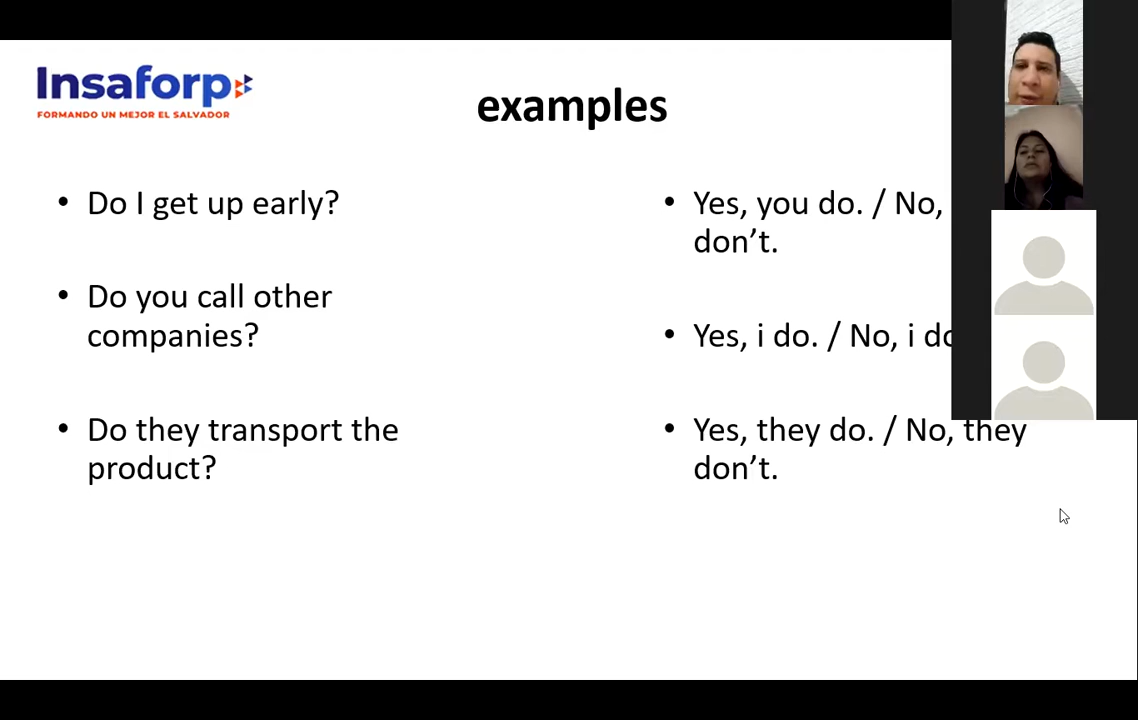 Insaforp
FORMANDO UN MEJOR EL SALVADOR
examples
• Do I get up early?
• Do you call other
companies?
• Do they transport the
product?
• Yes, you do. / No,
don’t.
• Yes, i do. / No, i
• Yes, they do. / No, they
don’t.